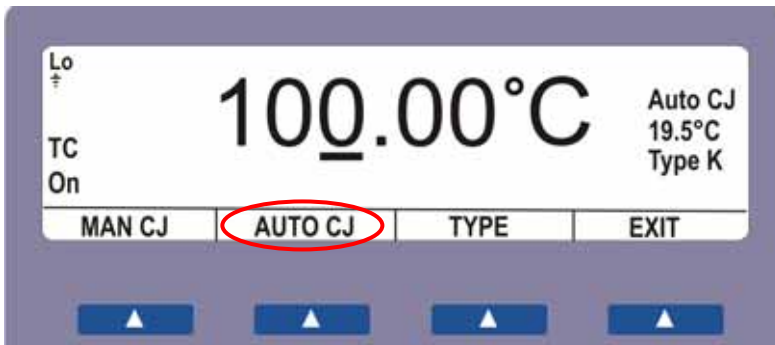 Lo
100.00°C
Auto CJ
19.5°C
Type K
TC
On
MAN CJ AUTO CJ TYPE EXIT